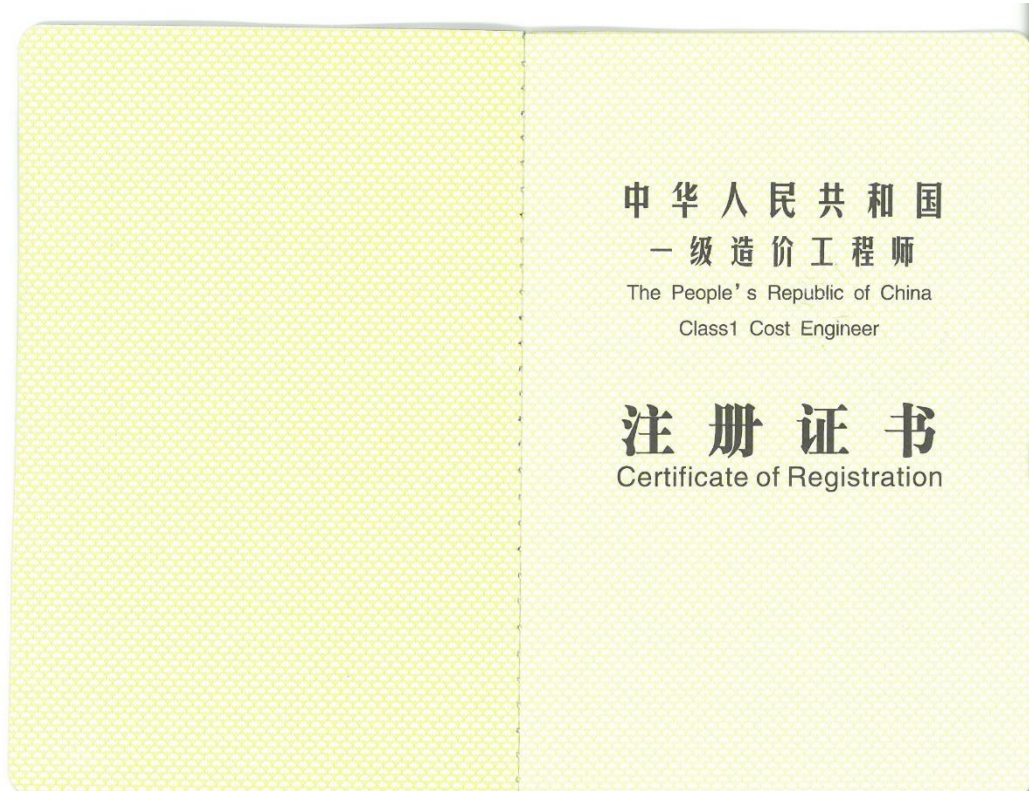 中华人民共和国
一级造价工程师
The People's Republic of China
Class1 Cost Engineer
注册证书
Certificate of Registration